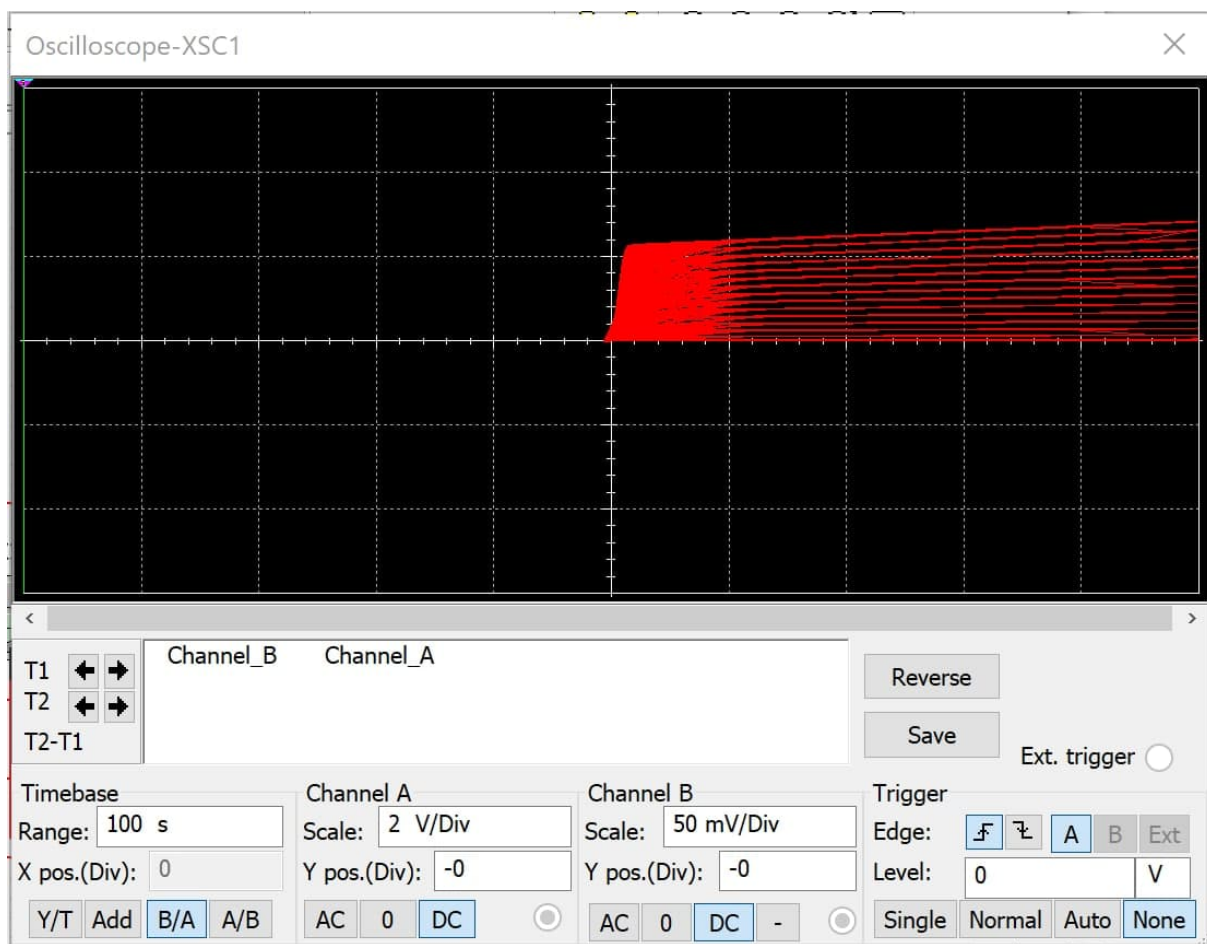 Oscilloscope-XSC1
Channel_B Channel_A
T1
T2
T2-T1
Reverse
Save
Ext. trigger
Timebase
Range: 100 s
X pos.(Div): 0
Y/T Add B/A A/B
Channel A
Scale: 2 V/Div
Y pos.(Div): -0
AC 0 DC
Channel B
Scale: 50 mV/Div
Y pos.(Div): -0
AC 0 DC -
Trigger
Edge: A B Ext
Level: 0 V
Single Normal Auto None